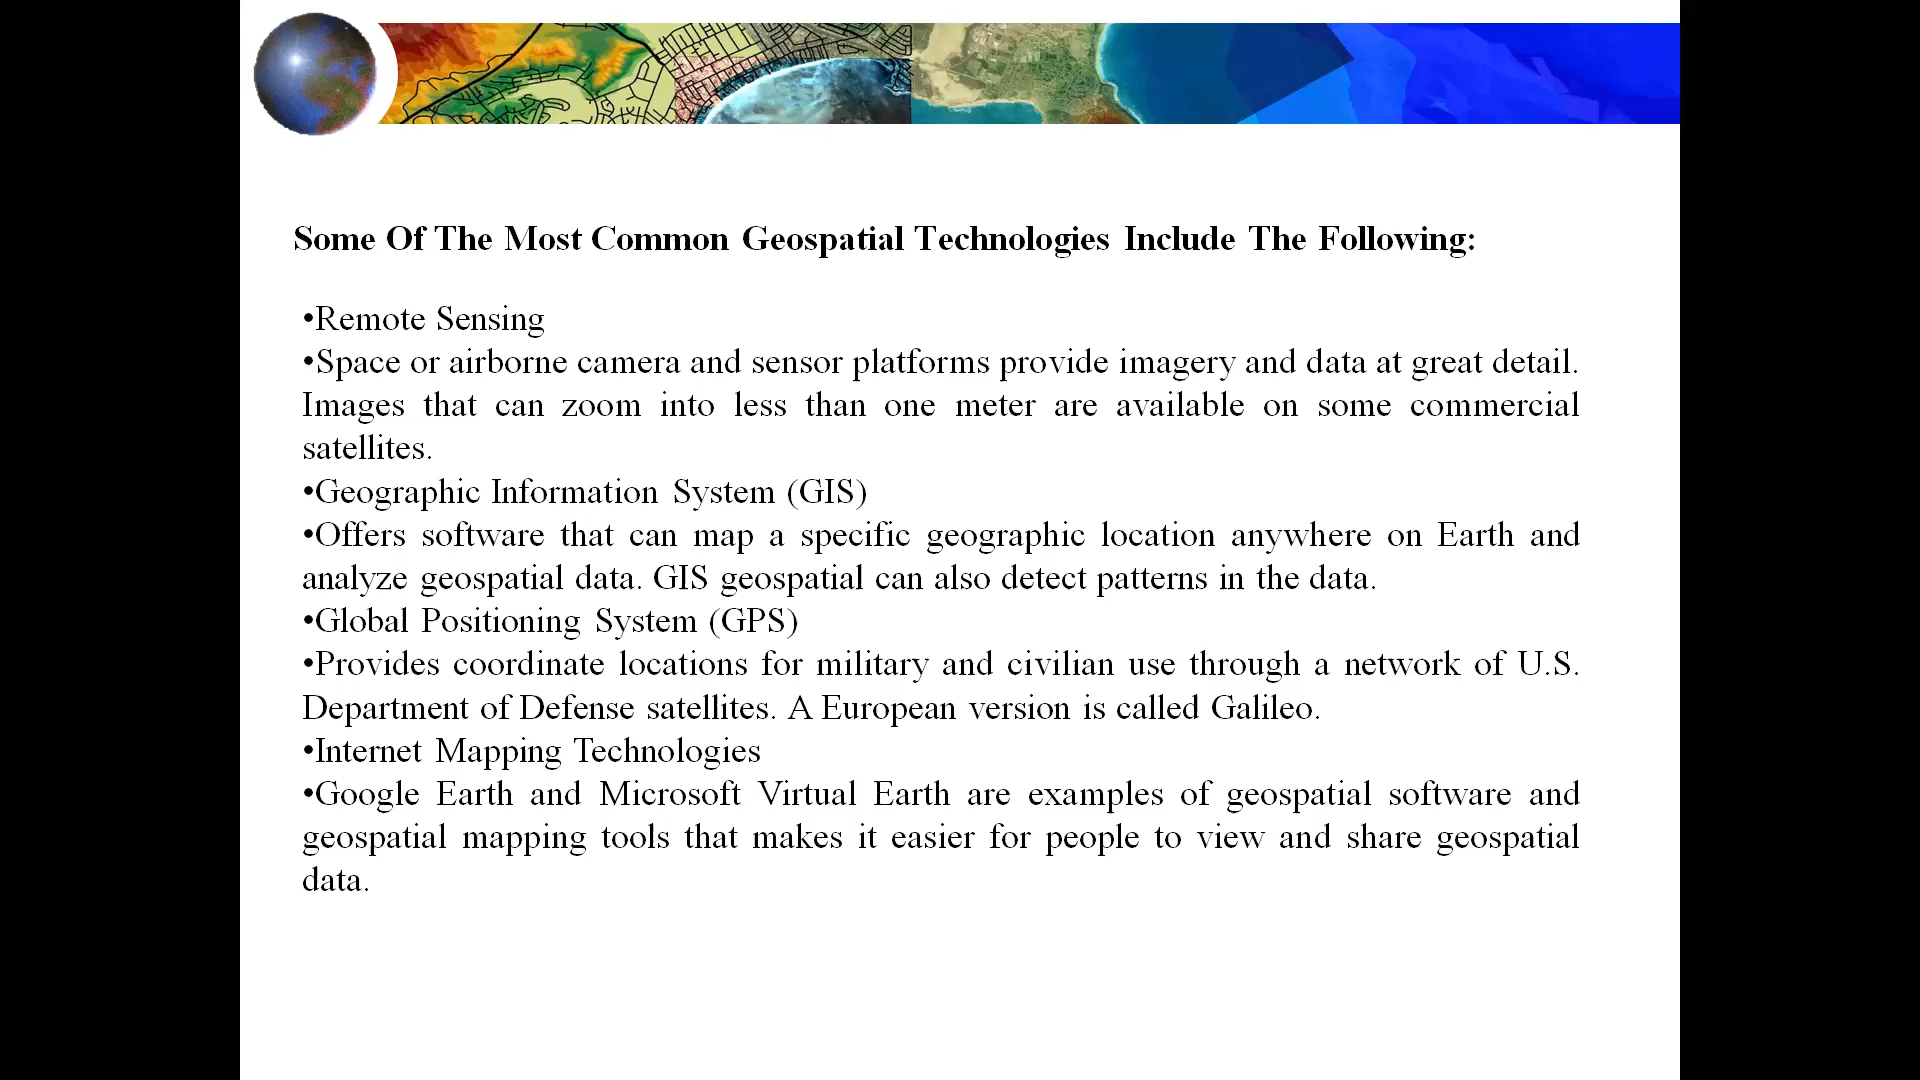 Some Of The Most Common Geospatial Technologies Include The Following:
•Remote Sensing
•Space or airborne camera and sensor platforms provide imagery and data at great detail.
Images that can zoom into less than one meter are available on some commercial
satellites.
•Geographic Information System (GIS)
•Offers software that can map a specific geographic location anywhere on Earth and
analyze geospatial data. GIS geospatial can also detect patterns in the data.
•Global Positioning System (GPS)
•Provides coordinate locations for military and civilian use through a network of U.S.
Department of Defense satellites. A European version is called Galileo.
•Internet Mapping Technologies
•Google Earth and Microsoft Virtual Earth are examples of geospatial software and
geospatial mapping tools that makes it easier for people to view and share geospatial
data.